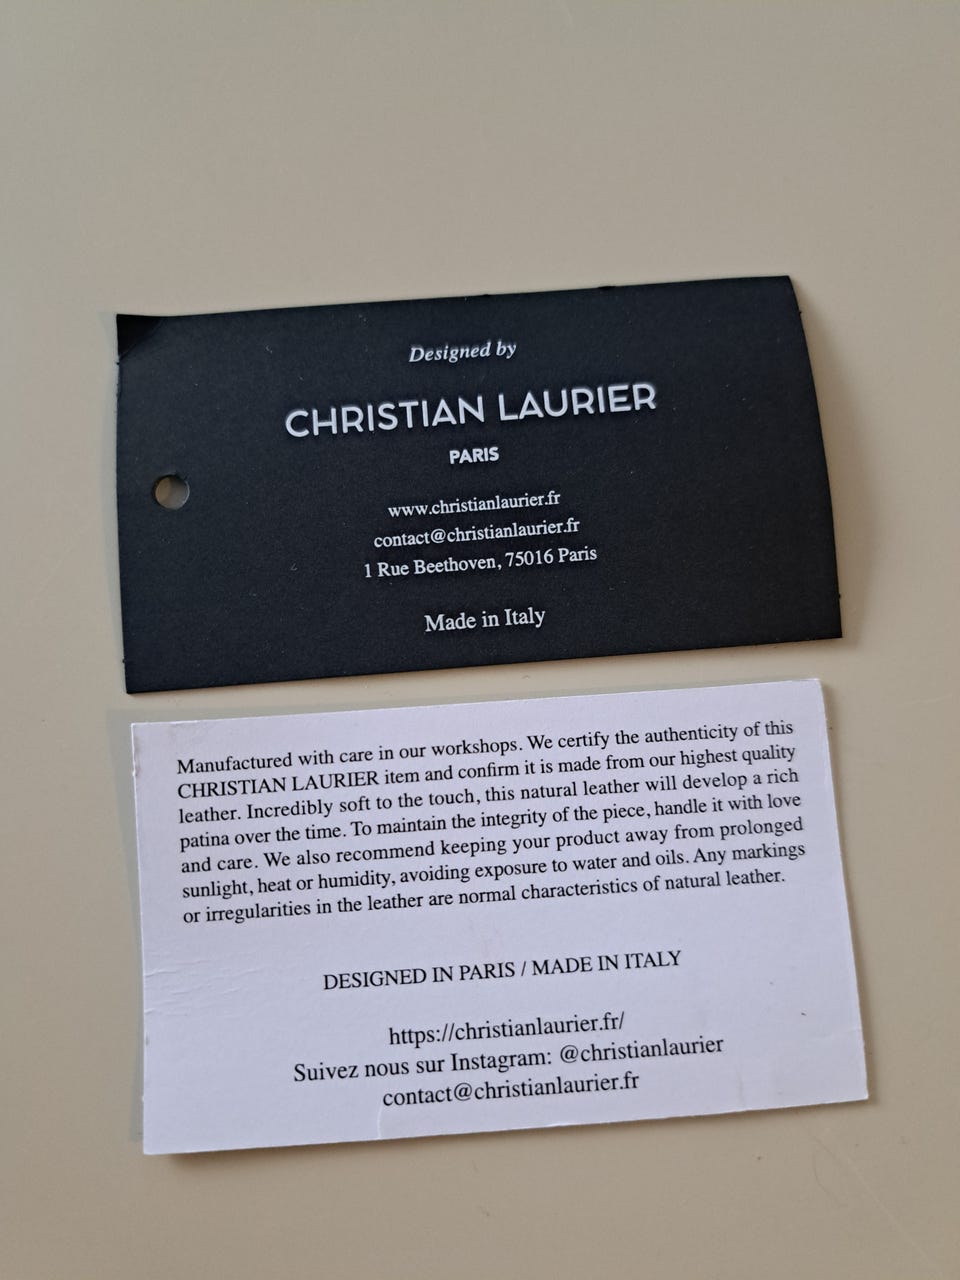 Designed by
CHRISTIAN LAURIER
PARIS
www.christianlaurier.fr
contact@christianlaurier.fr
1 Rue Beethoven, 75016 Paris
Made in Italy
Manufactured with care in our workshops. We certify the authenticity of this
CHRISTIAN LAURIER item and confirm it is made from our highest quality
leather. Incredibly soft to the touch, this natural leather will develop a rich
patina over the time. To maintain the integrity of the piece, handle it with love
and care. We also recommend keeping your product away from prolonged
sunlight, heat or humidity, avoiding exposure to water and oils. Any markings
or irregularities in the leather are normal characteristics of natural leather.
DESIGNED IN PARIS / MADE IN ITALY
https://christianlaurier.fr/
Suivez nous sur Instagram: @christianlaurier
contact@christianlaurier.fr